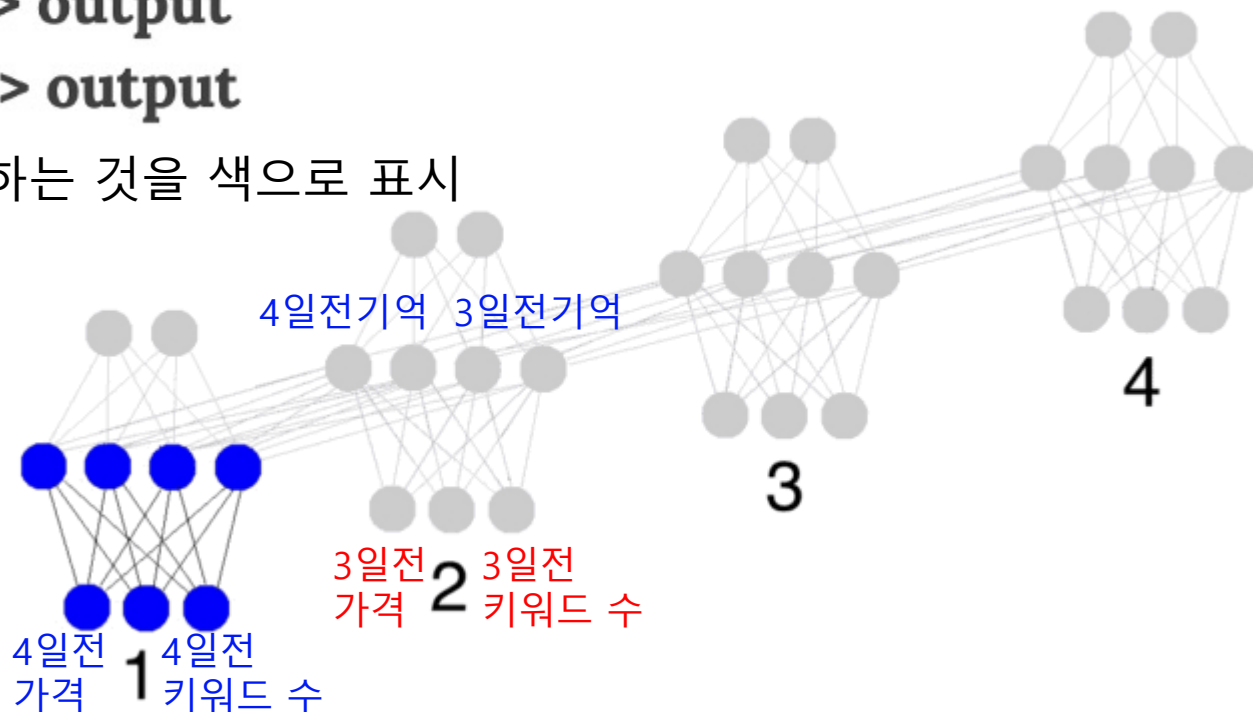 > output
> output
하는 것을 색으로 표시
4일전기억 3일전기억
4일전
가격
1
4일전
키워드 수
3일전
가격
2
3일전
키워드 수
3
4